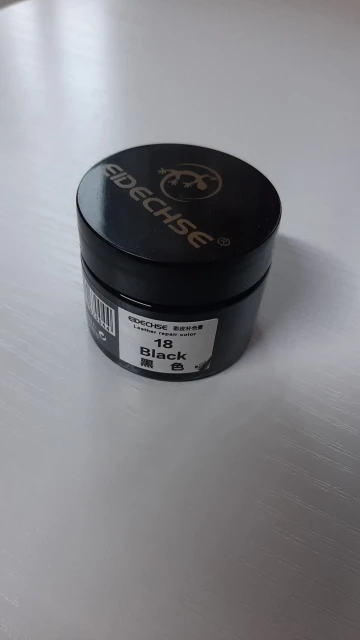 EIDECHSE®
EIDECHSE
Leather repair color
18
Black
黑 色